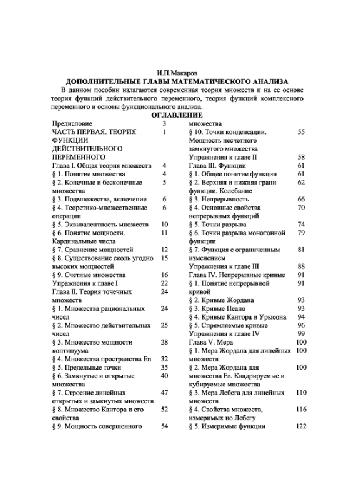 И.П.Макаров
ДОПОЛНИТЕЛЬНЫЕ ГЛАВЫ МАТЕМАТИЧЕСКОГО АНАЛИЗА
В данном пособии излагаются современная теория множеств и на ее основе
теория функций действительного переменного, теория функций комплексного
переменного и основы функционального анализа.
ОГЛАВЛЕНИЕ
Предисловие 3
ЧАСТЬ ПЕРВАЯ. ТЕОРИЯ 1
ФУНКЦИЙ
ДЕЙСТВИТЕЛЬНОГО
ПЕРЕМЕННОГО
Глава I. Общая теория множеств 4
§ 1. Понятие множества 4
§ 2. Конечные и бесконечные 5
множества
§ 3. Подмножества, включения 6
§ 4. Теоретико-множественные 6
операции
§ 5. Эквивалентность множеств 10
§ 6. Понятие мощности. 11
Кардинальные числа
§ 7. Сравнение мощностей 12
§ 8. Существование сколь угодно 15
высоких мощностей
§ 9. Счетные множества 16
Упражнения к главе I 22
Глава II. Теория точечных 24
множеств
§ 1. Множества рациональных 24
чисел
§ 2. Множество действительных 25
чисел
§ 3. Множество мощности 28
континуума
§ 4. Множества пространства En 32
§ 5. Предельные точки 35
§ 6. Замкнутые и открытые 40
множества
§ 7. Строение линейных 47
открытых и замкнутых множеств
§ 8. Множество Кантора и его 52
свойства
§ 9. Мощность совершенного 54
множества
§ 10. Точки конденсации. 55
Мощность несчетного
замкнутого множества
Упражнения к главе II 58
Глава III. Функции 61
§ 1. Общее понятие функции 61
§ 2. Верхняя и нижняя грани 62
функции. Колебание
§ 3. Непрерывность 66
§ 4. Основные свойства 70
непрерывных функций
§ 5. Точки разрыва 74
§ 6. Точки разрыва монотонной 79
функции
§ 7. Функции с ограниченным 81
изменением
Упражнения к главе III 88
Глава IV. Непрерывные кривые 91
§ 1. Понятие непрерывной 91
кривой
§ 2. Кривые Жордана 93
§ 3. Кривые Пеано 93
§ 4. Кривые Кантора и Урысона 94
§ 5. Спрямляемые кривые 96
Упражнения к главе IV 99
Глава V. Мера 100
§ 1. Мера Жордана для линейных 100
множеств
§ 2. Мера Жордана для
множеств En. Квадрируемые и
кубируемые множества
§ 3. Мера Лебега для линейных 110
множеств
§ 4. Свойства множеств, 116
измеримых по Лебегу
§ 5. Измеримые функции 122